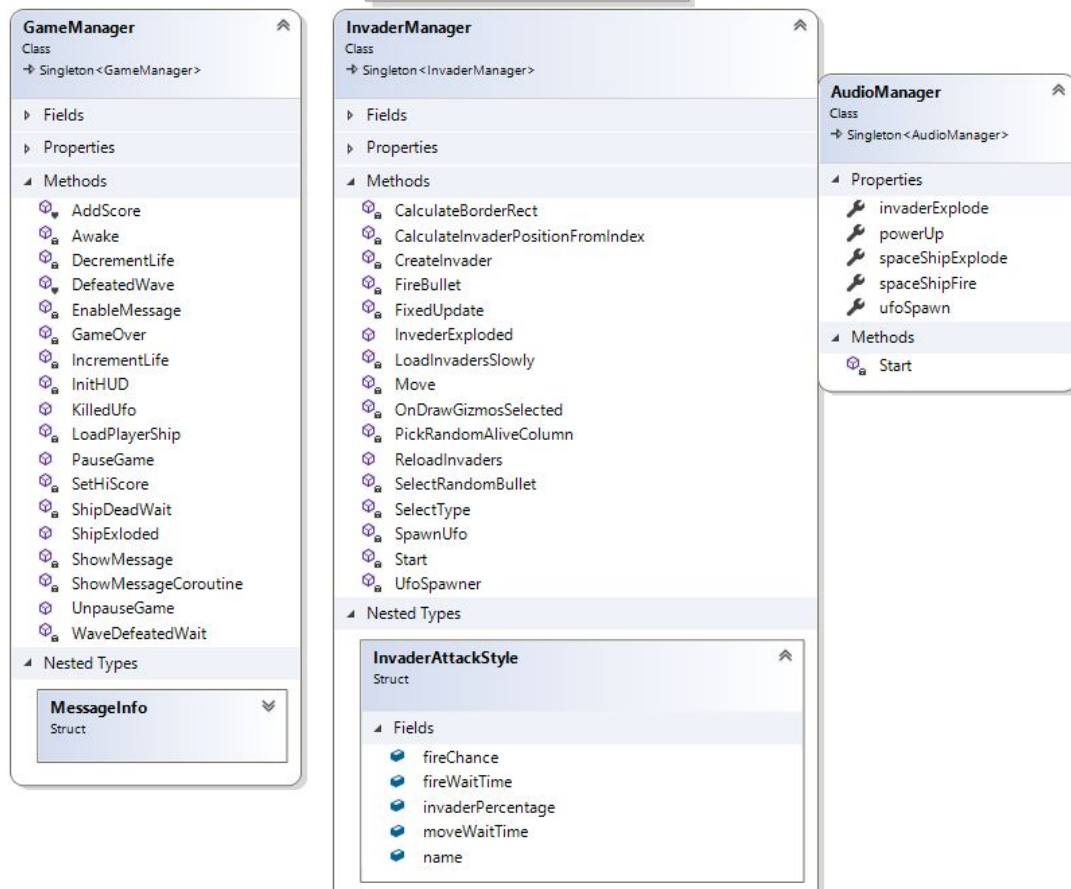 GameManager
Class
Singleton<GameManager>
Fields
Properties
Methods
AddScore
Awake
DecrementLife
DefeatedWave
EnableMessage
GameOver
IncrementLife
InitHUD
KilledUfo
LoadPlayerShip
PauseGame
SetHiScore
ShipDeadWait
ShipExloded
ShowMessage
ShowMessageCoroutine
UnpauseGame
WaveDefeatedWait
Nested Types
MessageInfo
Struct
InvaderManager
Class
Singleton<InvaderManager>
Fields
Properties
Methods
CalculateBorderRect
CalculateInvaderPositionFromIndex
CreateInvader
FireBullet
FixedUpdate
InvederExploded
LoadInvadersSlowly
Move
OnDrawGizmosSelected
PickRandomAliveColumn
ReloadInvaders
SelectRandomBullet
SelectType
SpawnUfo
Start
UfoSpawner
Nested Types
InvaderAttackStyle
Struct
Fields
fireChance
fireWaitTime
invaderPercentage
moveWaitTime
name
AudioManager
Class
Singleton<AudioManager>
Properties
invaderExplode
powerUp
spaceShipExplode
spaceShipFire
ufoSpawn
Methods
Start